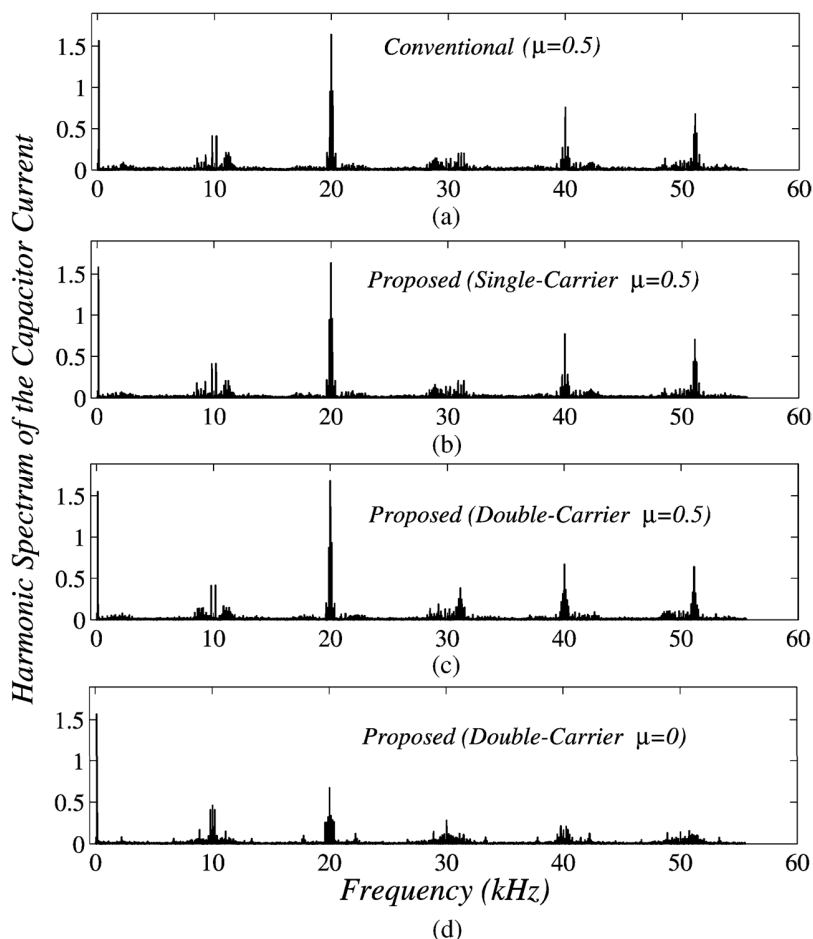 Harmonic Spectrum of the Capacitor Current
1.5
1
0.5
0
Conventional (μ=0.5)
0 10 20 30 40 50 60
(a)
1.5
1
0.5
0
Proposed (Single-Carrier μ=0.5)
0 10 20 30 40 50 60
(b)
1.5
1
0.5
0
Proposed (Double-Carrier μ=0.5)
0 10 20 30 40 50 60
(c)
1.5
1
0.5
0
Proposed (Double-Carrier μ=0)
0 10 20 30 40 50 60
Frequency (kHz)
(d)